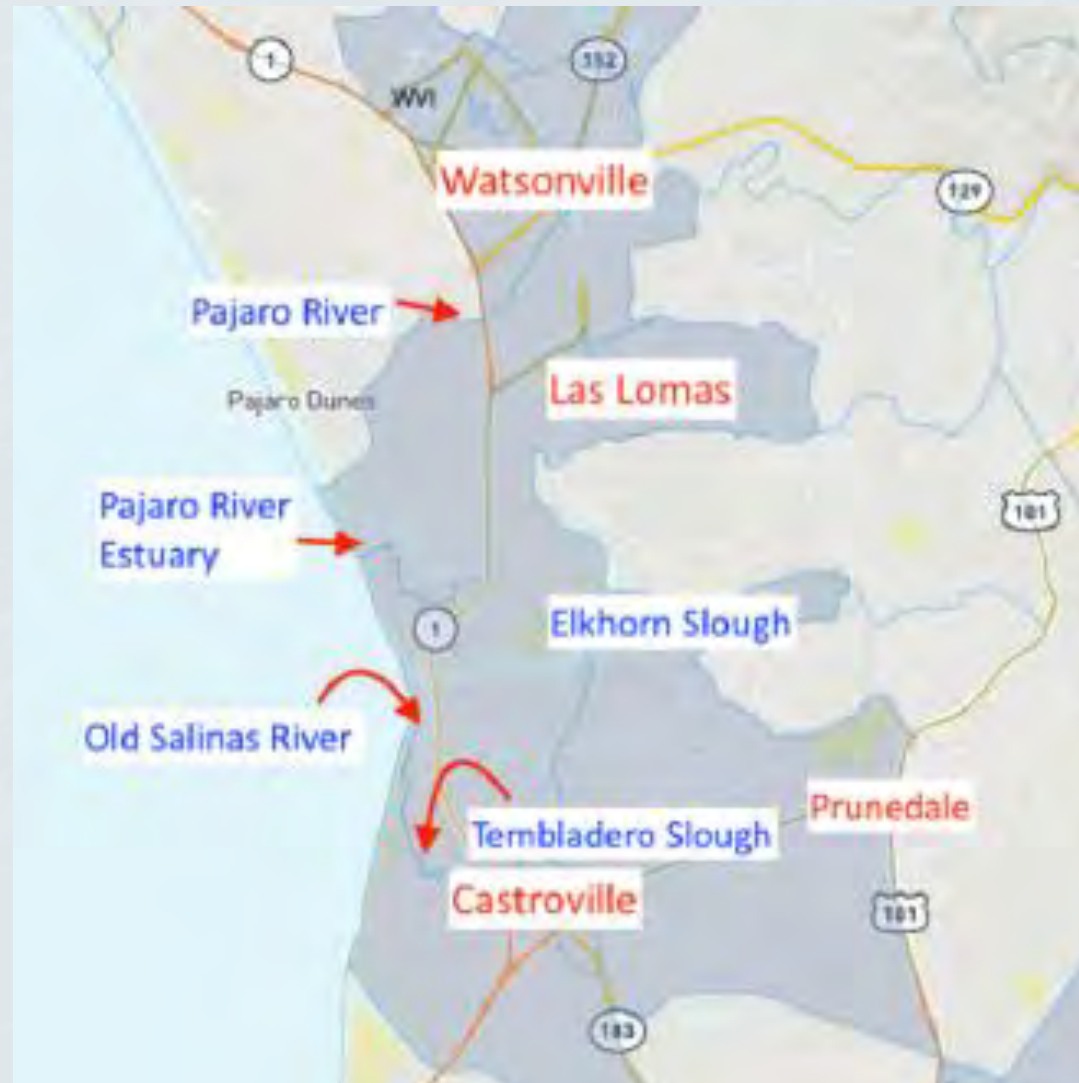 1
152
WVI
Watsonville
129
Pajaro River
Las Lomas
Pajaro Dunes
Pajaro River
Estuary
101
1
Elkhorn Slough
Old Salinas River
Prunedale
Tembladero Slough
Castroville
101
183